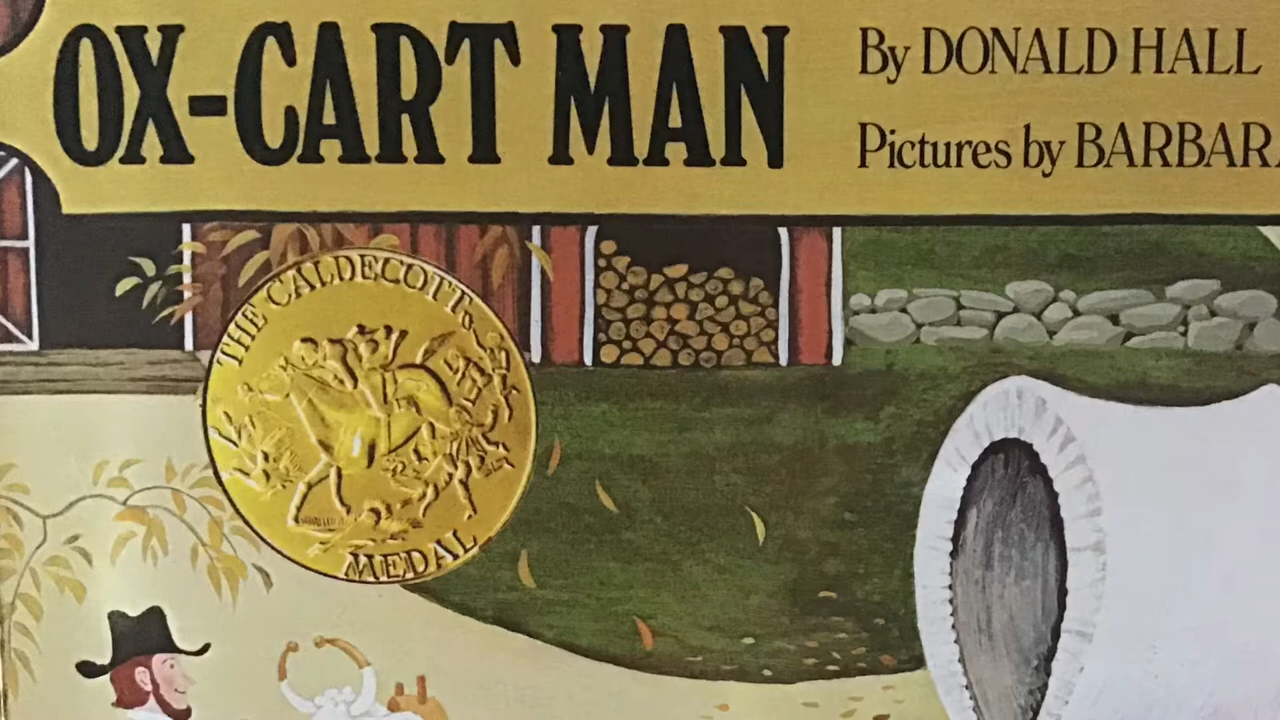 OX-CART MAN
By DONALD HALL
Pictures by BARBARA
THE CALDECOTT
MEDAL